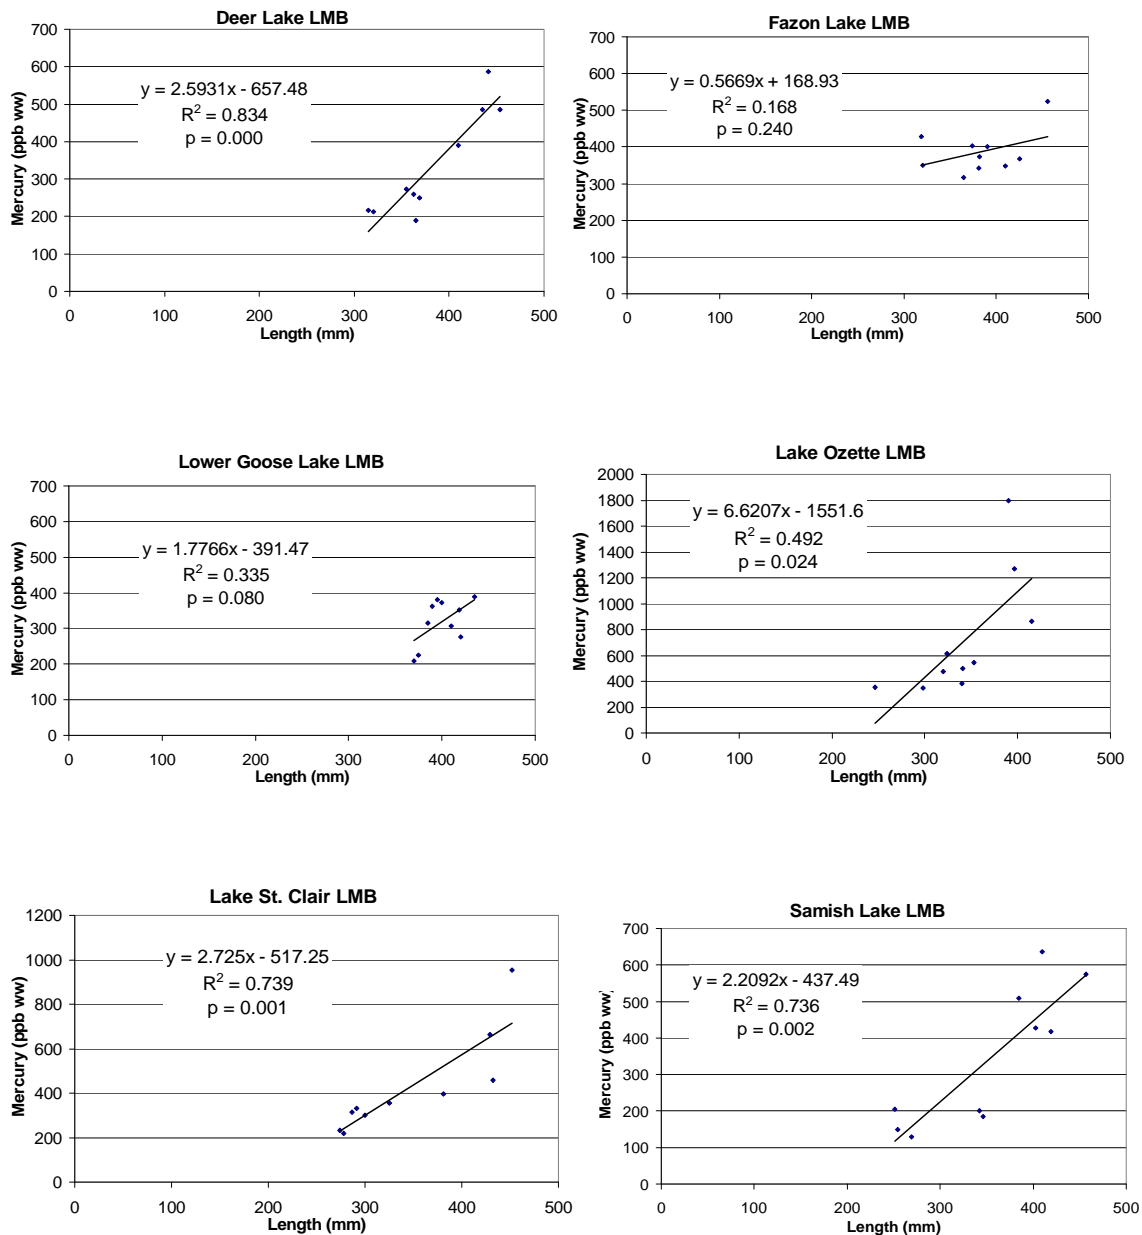 Deer Lake LMB
700
600
500
400
300
200
100
0
Mercury (ppb ww)
y = 2.5931x - 657.48
R² = 0.834
p = 0.000
0 100 200 300 400 500
Length (mm)
Fazon Lake LMB
700
600
500
400
300
200
100
0
Mercury (ppb ww)
y = 0.5669x + 168.93
R² = 0.168
p = 0.240
0 100 200 300 400 500
Length (mm)
Lower Goose Lake LMB
700
600
500
400
300
200
100
0
Mercury (ppb ww)
y = 1.7766x - 391.47
R² = 0.335
p = 0.080
0 100 200 300 400 500
Length (mm)
Lake Ozette LMB
2000
1800
1600
1400
1200
1000
800
600
400
200
0
Mercury (ppb ww)
y = 6.6207x - 1551.6
R² = 0.492
p = 0.024
0 100 200 300 400 500
Length (mm)
Lake St. Clair LMB
1200
1000
800
600
400
200
0
Mercury (ppb ww)
y = 2.725x - 517.25
R² = 0.739
p = 0.001
0 100 200 300 400 500
Length (mm)
Samish Lake LMB
700
600
500
400
300
200
100
0
Mercury (ppb ww)
y = 2.2092x - 437.49
R² = 0.736
p = 0.002
0 100 200 300 400 500
Length (mm)